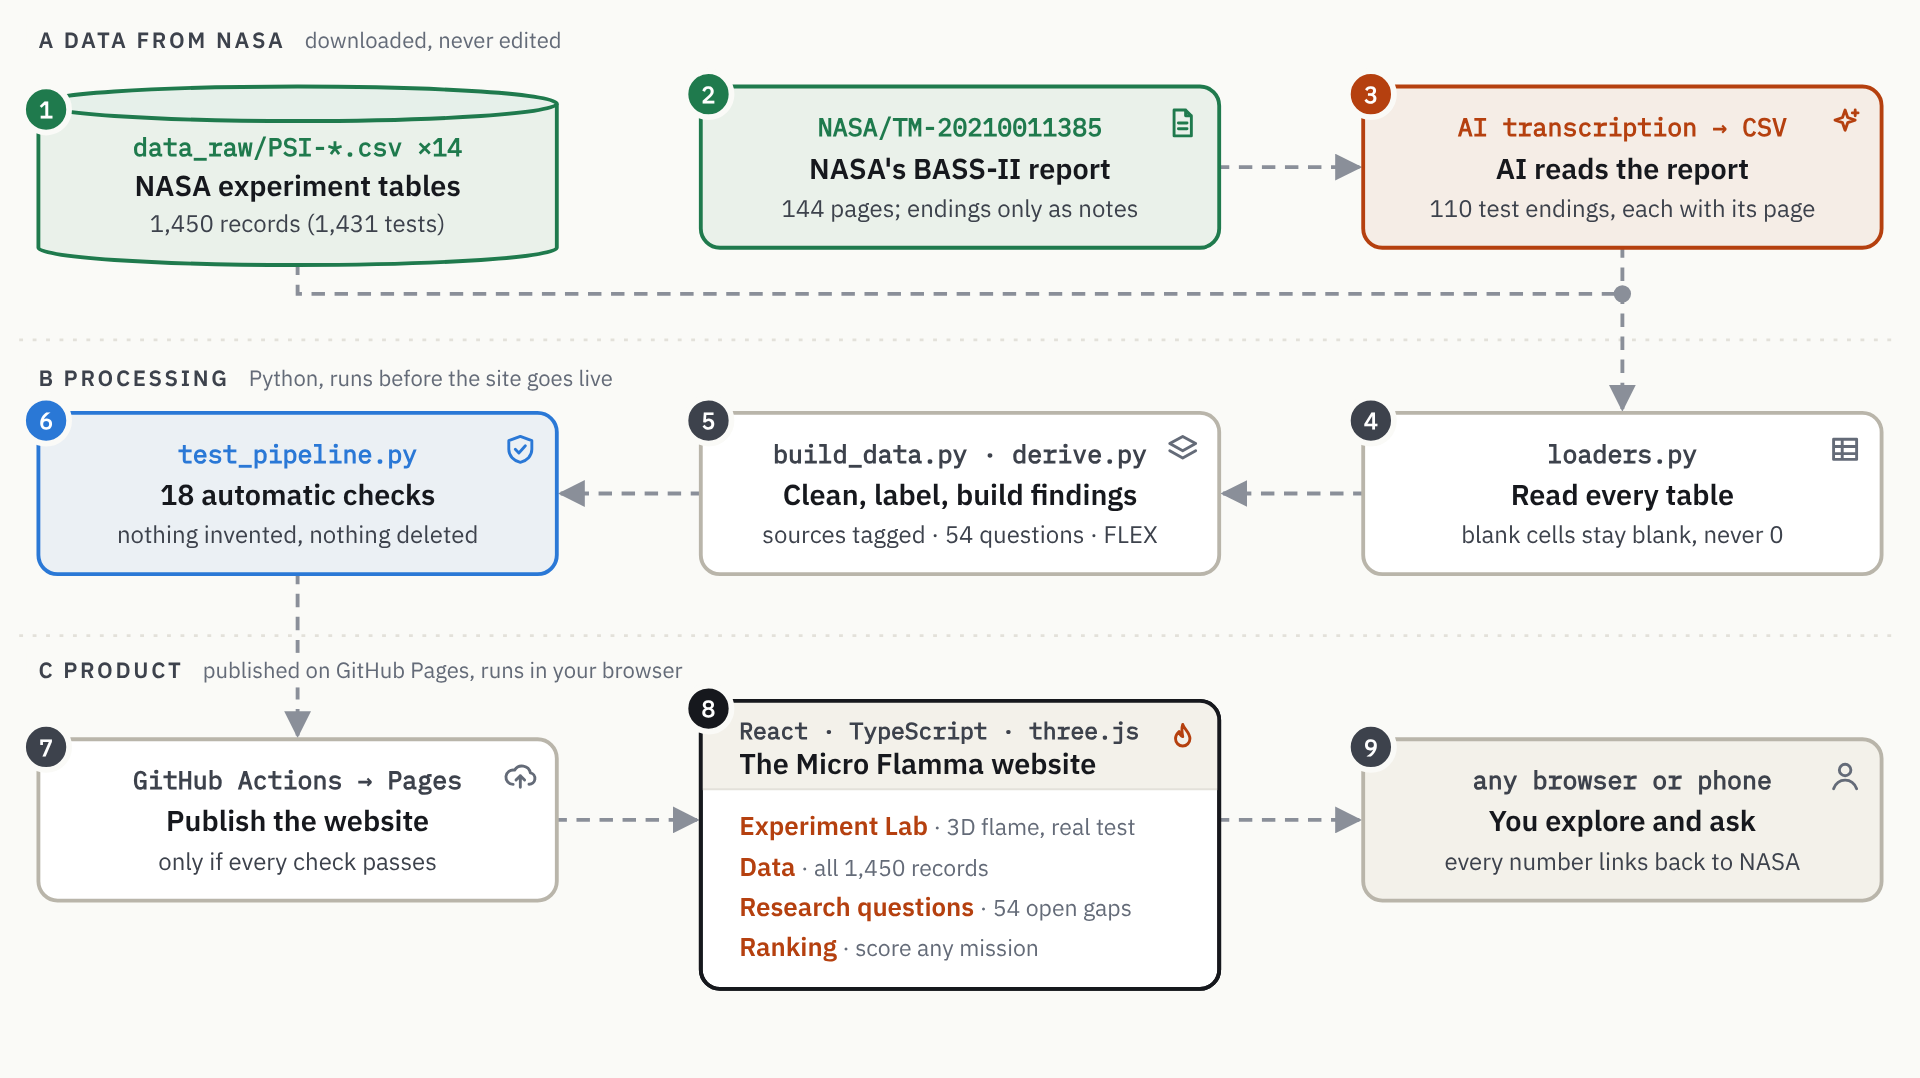 A DATA FROM NASA downloaded, never edited
1
data_raw/PSI-*.csv ×14
NASA experiment tables
1,450 records (1,431 tests)
2
NASA/TM-20210011385
NASA's BASS-II report
144 pages; endings only as notes
3
AI transcription → CSV
AI reads the report
110 test endings, each with its page
B PROCESSING Python, runs before the site goes live
6
test_pipeline.py
18 automatic checks
nothing invented, nothing deleted
5
build_data.py · derive.py
Clean, label, build findings
sources tagged · 54 questions · FLEX
4
loaders.py
Read every table
blank cells stay blank, never 0
C PRODUCT published on GitHub Pages, runs in your browser
7
GitHub Actions → Pages
Publish the website
only if every check passes
8
React · TypeScript · three.js
The Micro Flamma website
Experiment Lab · 3D flame, real test
Data · all 1,450 records
Research questions · 54 open gaps
Ranking · score any mission
9
any browser or phone
You explore and ask
every number links back to NASA